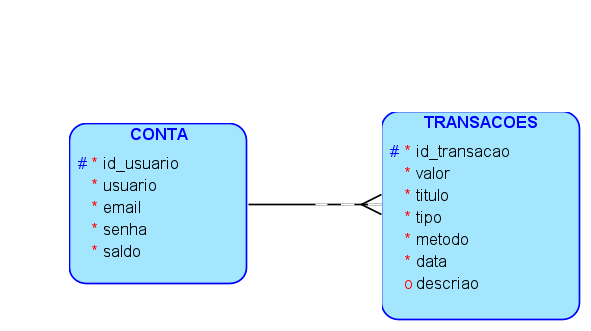 CONTA
# * id_usuario
* usuario
* email
* senha
* saldo
TRANSACOES
# * id_transacao
* valor
* titulo
* tipo
* metodo
* data
o descriao